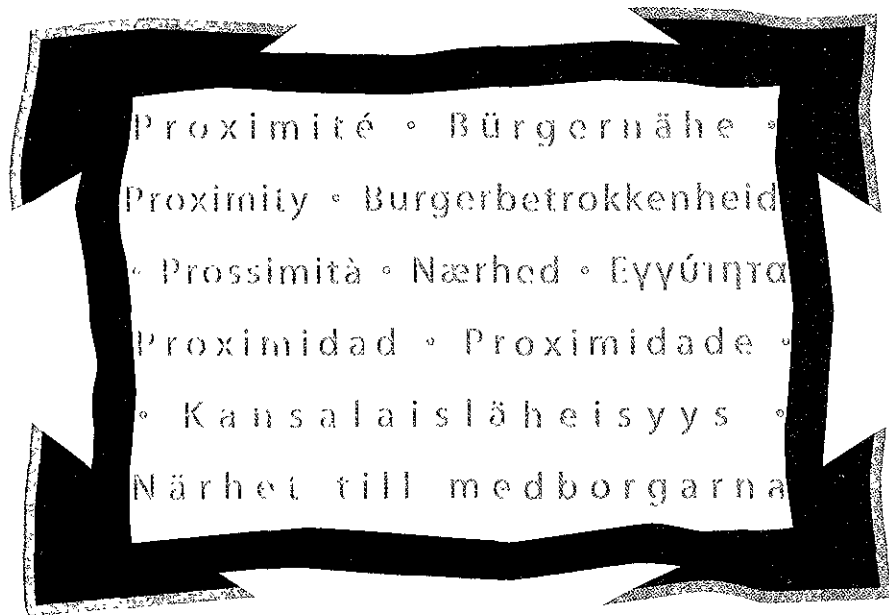 Proximité ∘ Bürgernähe ∘
Proximity ∘ Burgerbetrokkenheid
∘ Prossimità ∘ Nærhed ∘ Εγγύτητα
Proximidad ∘ Proximidade ∘
∘ Kansalaisläheisyys ∘
Närhet till medborgarna